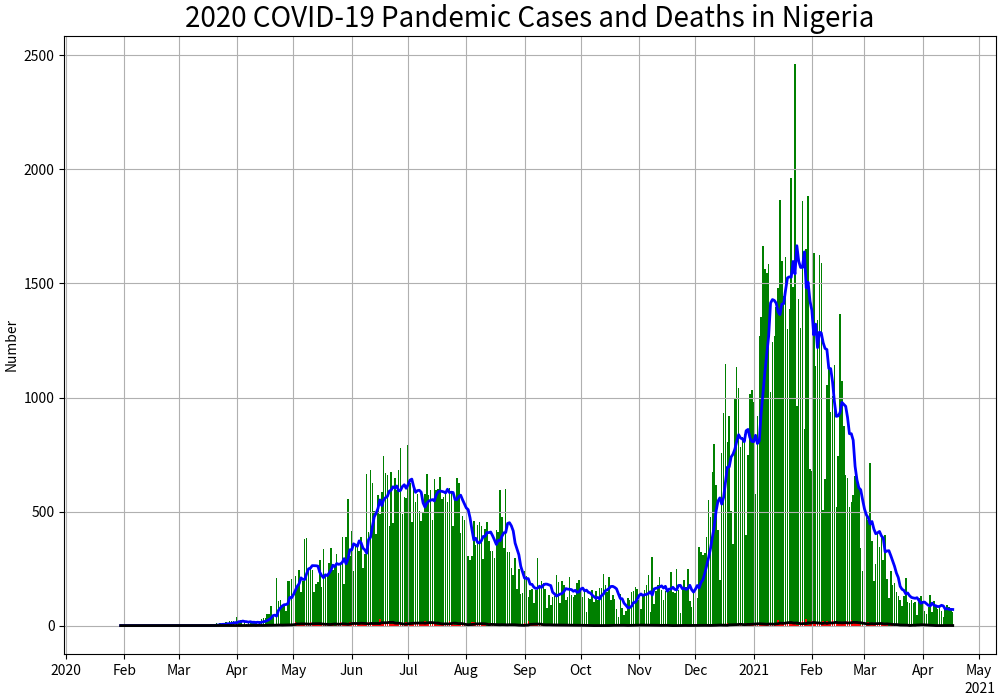 2020 COVID-19 Pandemic Cases and Deaths in Nigeria
2500
2000
1500
1000
500
0
Number
2020 Feb Mar Apr May Jun Jul Aug Sep Oct Nov Dec 2021 Feb Mar Apr May
2021